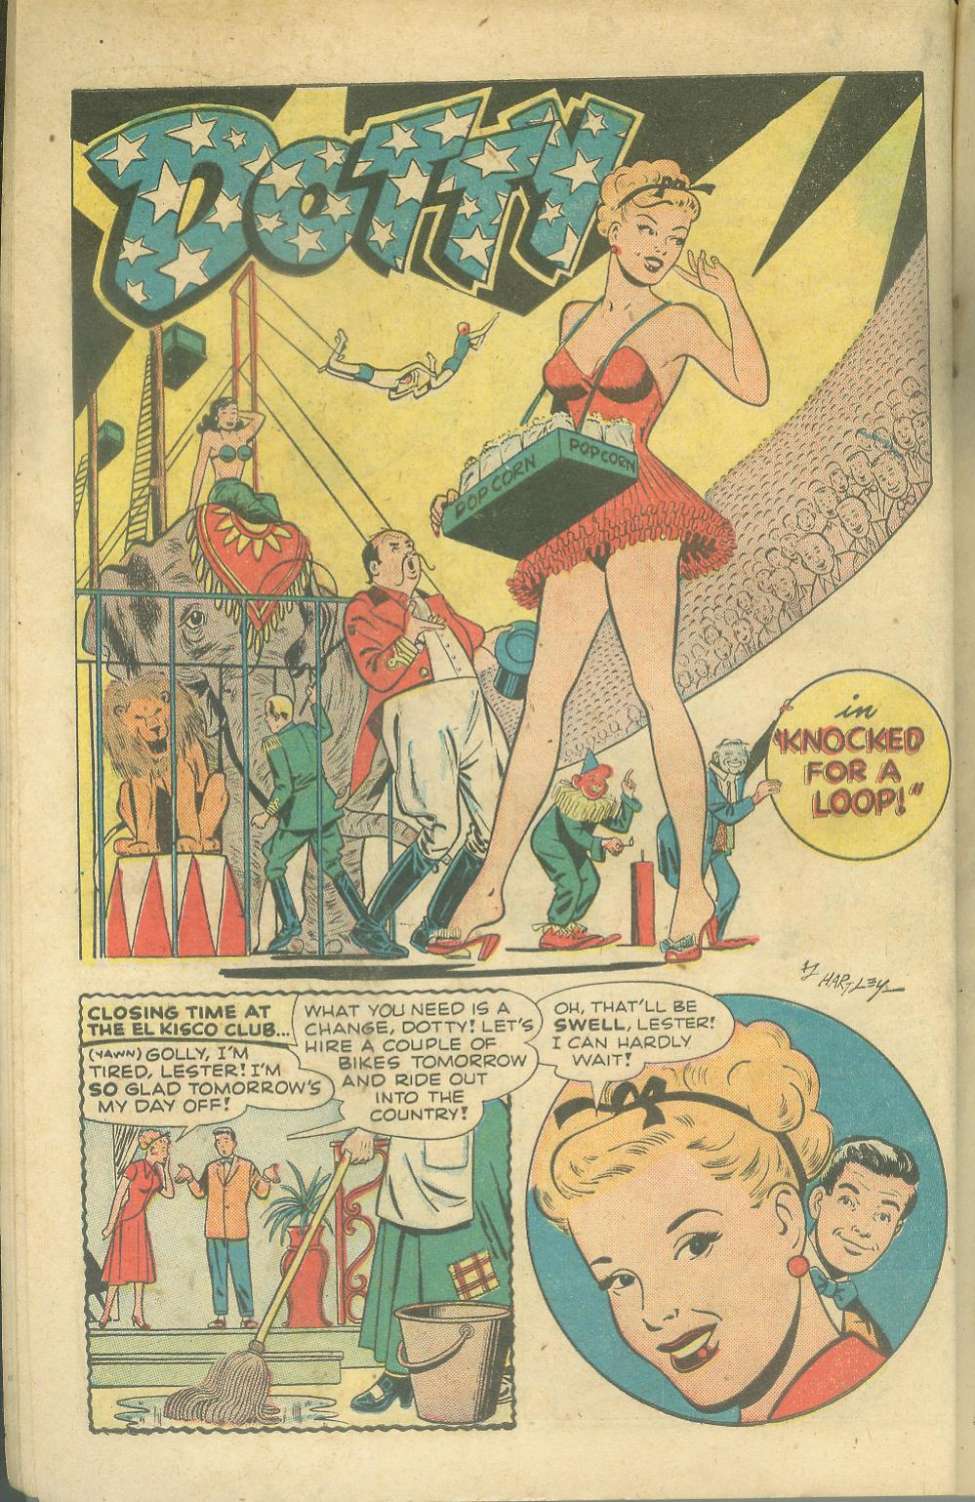 DOTTY
POPCORN
POPCORN
in
"KNOCKED
FOR A
LOOP!"
HARTLEY
CLOSING TIME AT
THE EL KISCO CLUB...
(YAWN) GOLLY, I'M
TIRED, LESTER! I'M
SO GLAD TOMORROW'S
MY DAY OFF!
WHAT YOU NEED IS A
CHANGE, DOTTY! LET'S
HIRE A COUPLE OF
BIKES TOMORROW
AND RIDE OUT
INTO THE
COUNTRY!
OH, THAT'LL BE
SWELL, LESTER!
I CAN HARDLY
WAIT!